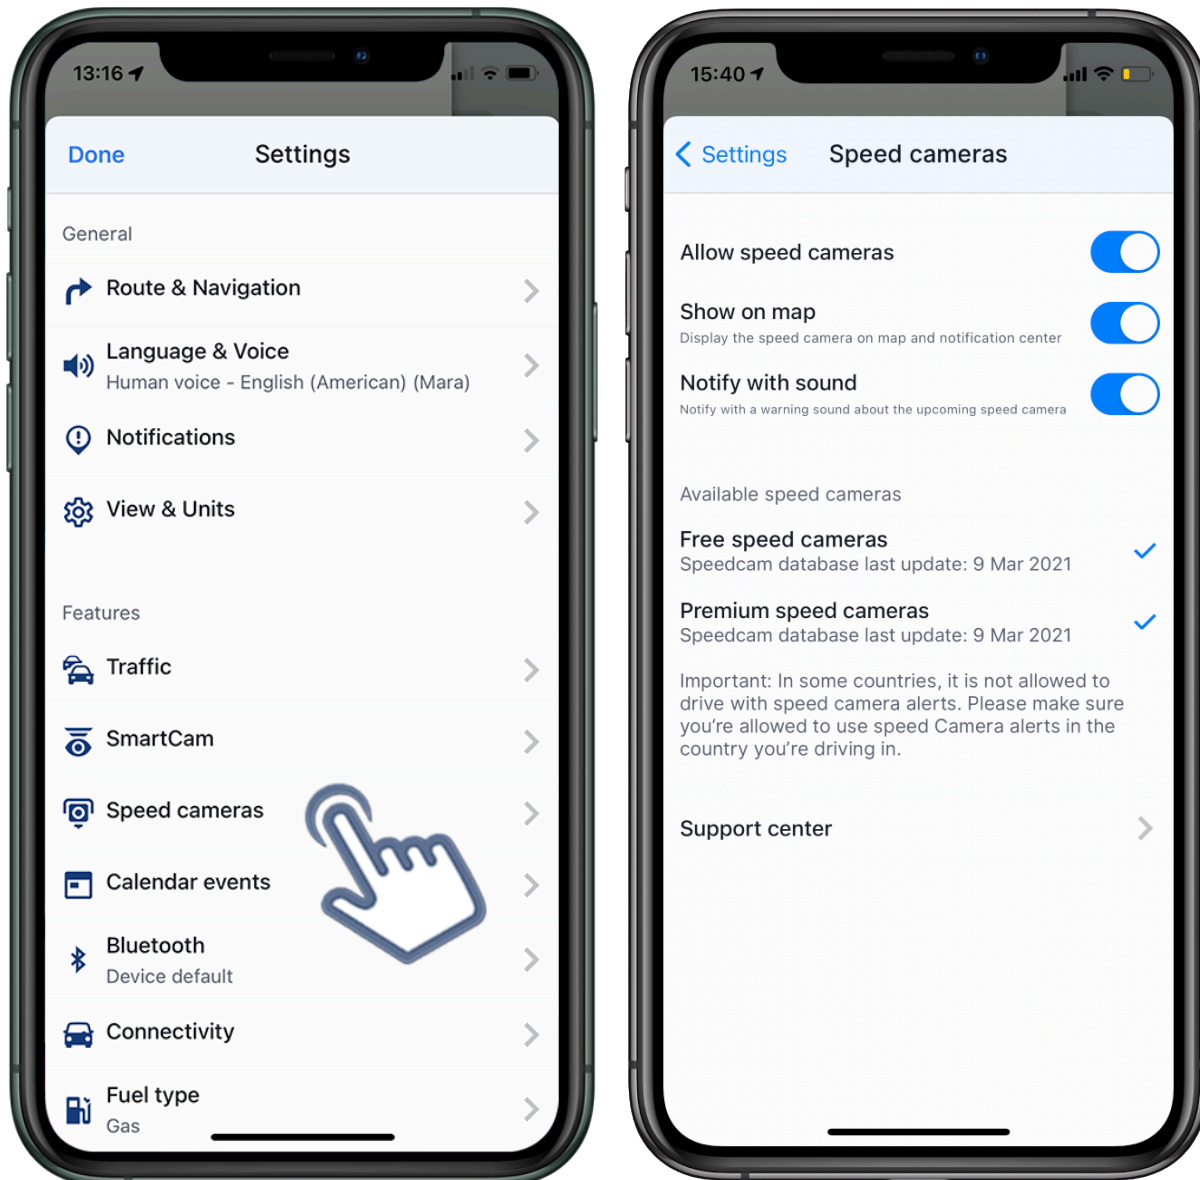 13:16
Done
Settings
General
Route & Navigation
Language & Voice
Human voice - English (American) (Mara)
Notifications
View & Units
Features
Traffic
SmartCam
Speed cameras
Calendar events
Bluetooth
Device default
Connectivity
Fuel type
Gas
15:40
Settings
Speed cameras
Allow speed cameras
Show on map
Display the speed camera on map and notification center
Notify with sound
Notify with a warning sound about the upcoming speed camera
Available speed cameras
Free speed cameras
Speedcam database last update: 9 Mar 2021
Premium speed cameras
Speedcam database last update: 9 Mar 2021
Important: In some countries, it is not allowed to
drive with speed camera alerts. Please make sure
you're allowed to use speed Camera alerts in the
country you're driving in.
Support center